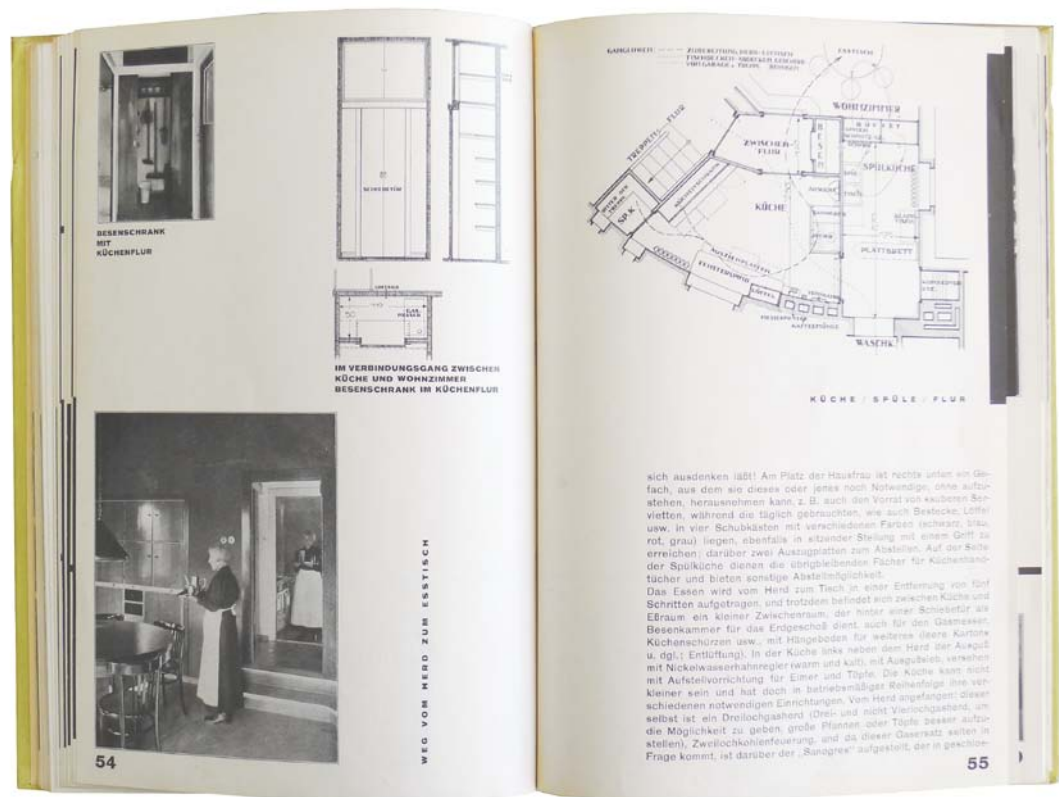 BESENSCHRANK
MIT
KÜCHENFLUR
SCHIEBETÜR
IM VERBINDUNGSGANG ZWISCHEN
KÜCHE UND WOHNZIMMER
BESENSCHRANK IM KÜCHENFLUR
WEG VOM HERD ZUM ESSTISCH
54
ESSTISCH
WOHNZIMMER
TREPPEN-FLUR
ZWISCHEN
FLUR
BESEN
BUFFET
SPÜLKÜCHE
KÜCHE
SP.K.
PLATTBRETT
WASCHK
KÜCHE / SPÜLE / FLUR
sich ausdenken läßt! Am Platz der Hausfrau ist rechts unten ein Ge-
fach, aus dem sie dieses oder jenes noch Notwendige, ohne aufzu-
stehen, herausnehmen kann, z. B. auch den Vorrat von sauberen Ser-
vietten, während die täglich gebrauchten, wie auch Bestecke, Löffel
usw. in vier Schubkästen mit verschiedenen Farben (schwarz, blau,
rot, grau) liegen, ebenfalls in sitzender Stellung mit einem Griff zu
erreichen; darüber zwei Auszugplatten zum Abstellen. Auf der Seite
der Spülküche dienen die übrigbleibenden Fächer für Küchenhand-
tücher und bieten sonstige Abstellmöglichkeit.
Das Essen wird vom Herd zum Tisch in einer Entfernung von fünf
Schritten aufgetragen, und trotzdem befindet sich zwischen Küche und
Eßraum ein kleiner Zwischenraum, der hinter einer Schiebetür als
Besenkammer für das Erdgeschoß dient, auch für den Gasmesser,
Küchenschürzen usw., mit Hängeboden für weiteres (leere Kartons
u. dgl.; Entlüftung). In der Küche links neben dem Herd der Ausguß
mit Nickelwasserhahnregler (warm und kalt), mit Ausgußsieb, versehen
mit Aufstellvorrichtung für Eimer und Töpfe. Die Küche kann nicht
kleiner sein und hat doch in betriebsmäßiger Reihenfolge ihre ver-
schiedenen notwendigen Einrichtungen. Vom Herd angefangen: dieser
selbst ist ein Dreilochgasherd (Drei- und nicht Vierlochgasherd, um
die Möglichkeit zu geben, große Pfannen oder Töpfe besser aufzu-
stellen), Zweilochkohlenfeuerung, und da dieser Gasersatz selten in
Frage kommt, ist darüber der „Sanogres“ aufgestellt, der in geschlos-
55